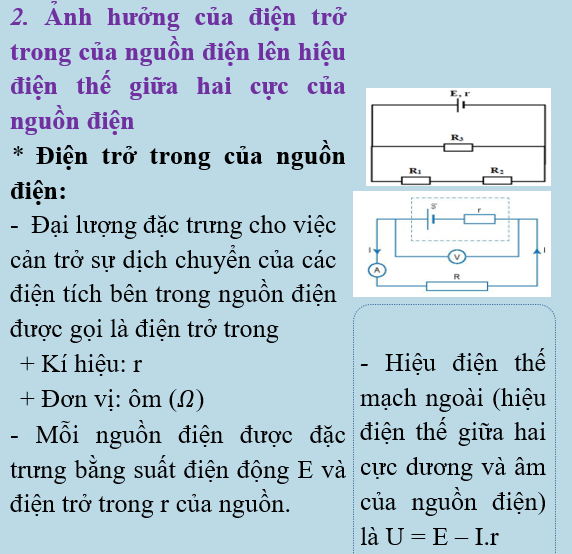 2. Ảnh hưởng của điện trở
trong của nguồn điện lên hiệu
điện thế giữa hai cực của
nguồn điện
* Điện trở trong của nguồn
điện:
- Đại lượng đặc trưng cho việc
cản trở sự dịch chuyển của các
điện tích bên trong nguồn điện
được gọi là điện trở trong
+ Kí hiệu: r
+ Đơn vị: ôm (Ω)
- Mỗi nguồn điện được đặc
trưng bằng suất điện động E và
điện trở trong r của nguồn.
E, r
R₃
R₁ R₂
r
I V I
A
R
- Hiệu điện thế
mạch ngoài (hiệu
điện thế giữa hai
cực dương và âm
của nguồn điện)
là U = E – I.r